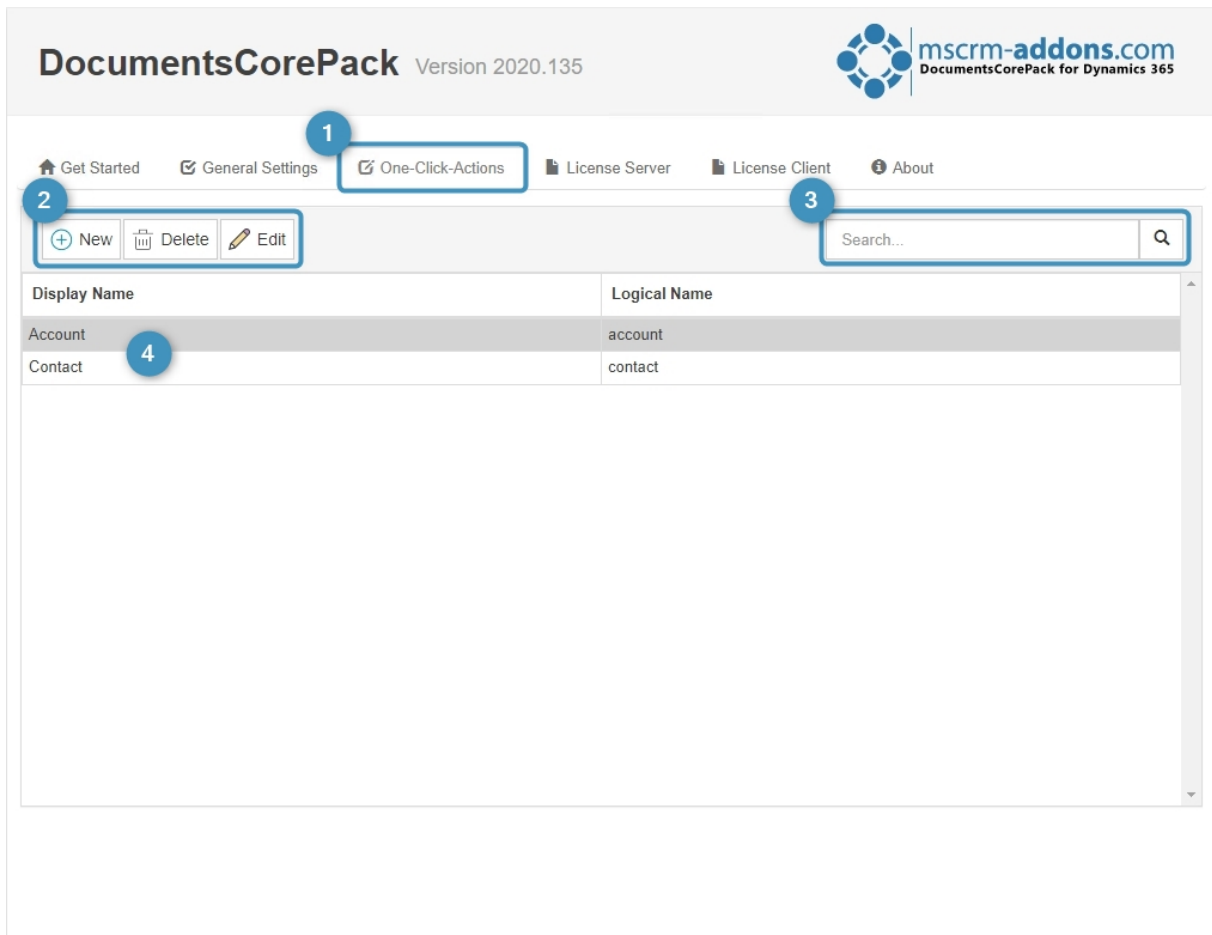 DocumentsCorePack Version 2020.135
mscrm-addons.com
DocumentsCorePack for Dynamics 365
1
Get Started General Settings One-Click-Actions License Server License Client About
2 3
New Delete Edit Search...
Display Name Logical Name
Account account
4
Contact contact